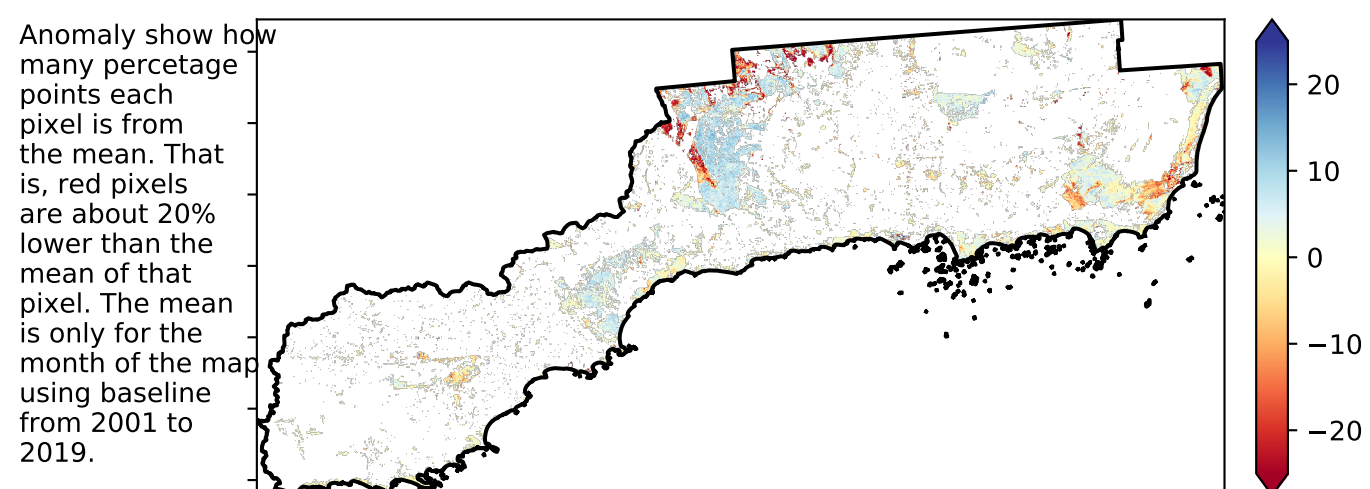 Anomaly show how
many percetage
points each
pixel is from
the mean. That
is, red pixels
are about 20%
lower than the
mean of that
pixel. The mean
is only for the
month of the map
using baseline
from 2001 to
2019.
20
10
0
−10
−20